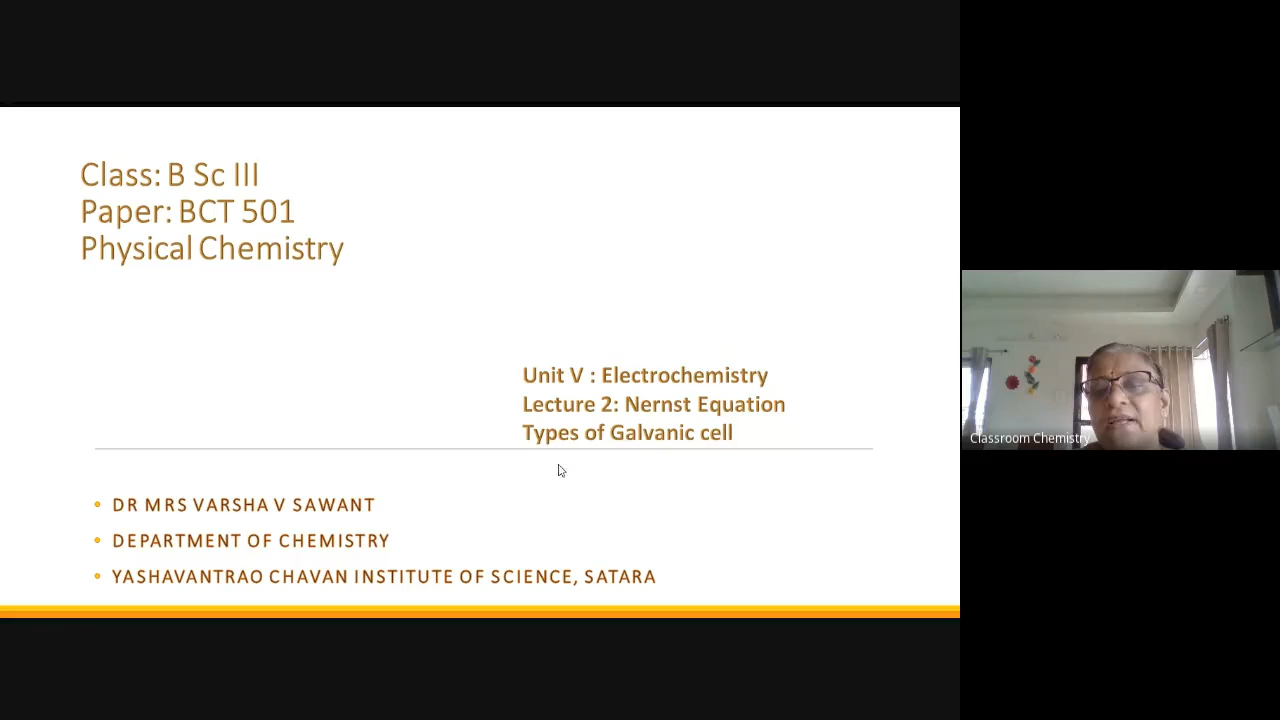 Class: B Sc III
Paper: BCT 501
Physical Chemistry
Unit V : Electrochemistry
Lecture 2: Nernst Equation
Types of Galvanic cell
• DR MRS VARSHA V SAWANT
• DEPARTMENT OF CHEMISTRY
• YASHAVANTRAO CHAVAN INSTITUTE OF SCIENCE, SATARA
Classroom Chemistry